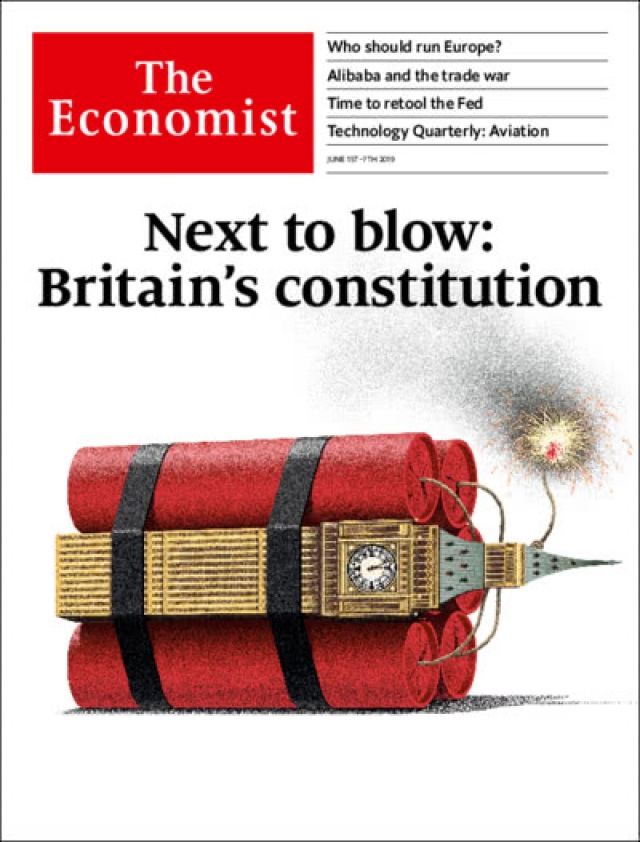 The
Economist
Who should run Europe?
Alibaba and the trade war
Time to retool the Fed
Technology Quarterly: Aviation
JUNE 1ST–7TH 2019
Next to blow:
Britain's constitution